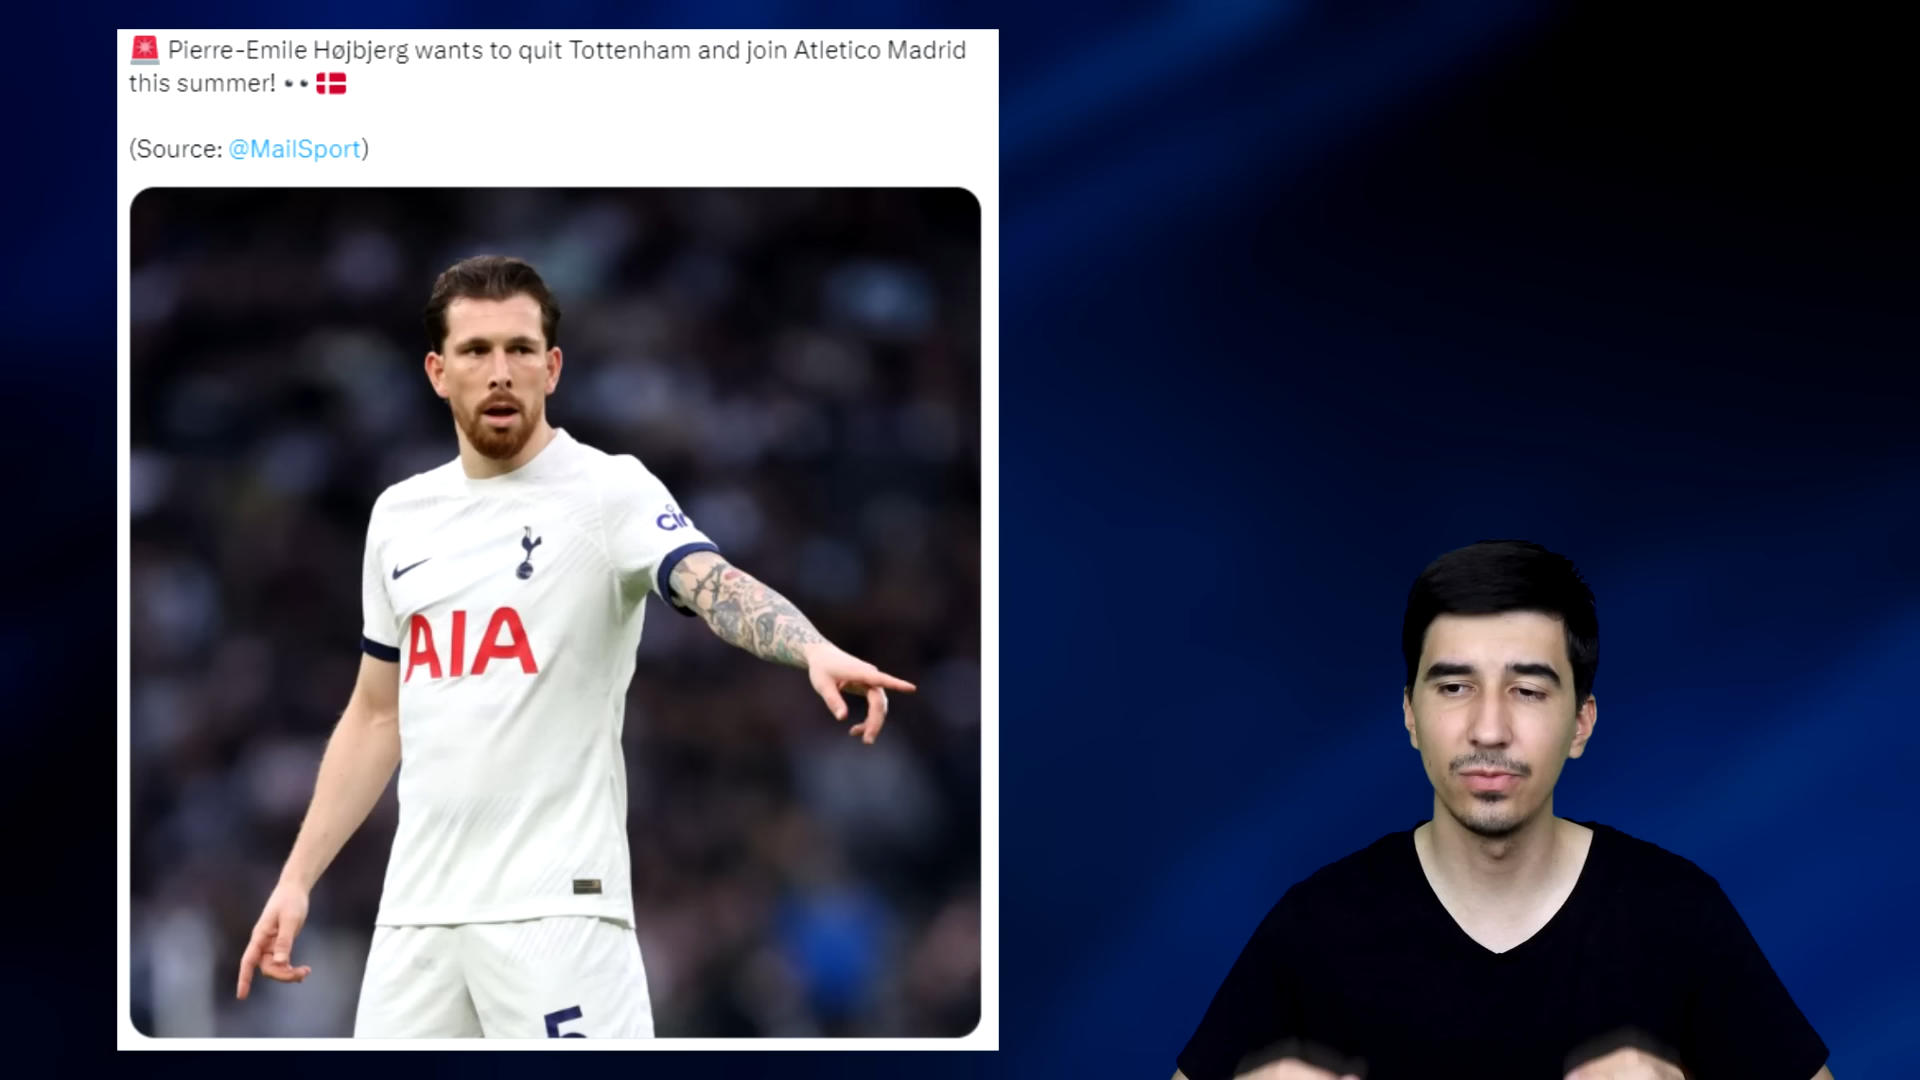 🚨 Pierre-Emile Højbjerg wants to quit Tottenham and join Atletico Madrid
this summer! 👀🇩🇰
(Source: @MailSport)
AIA
5